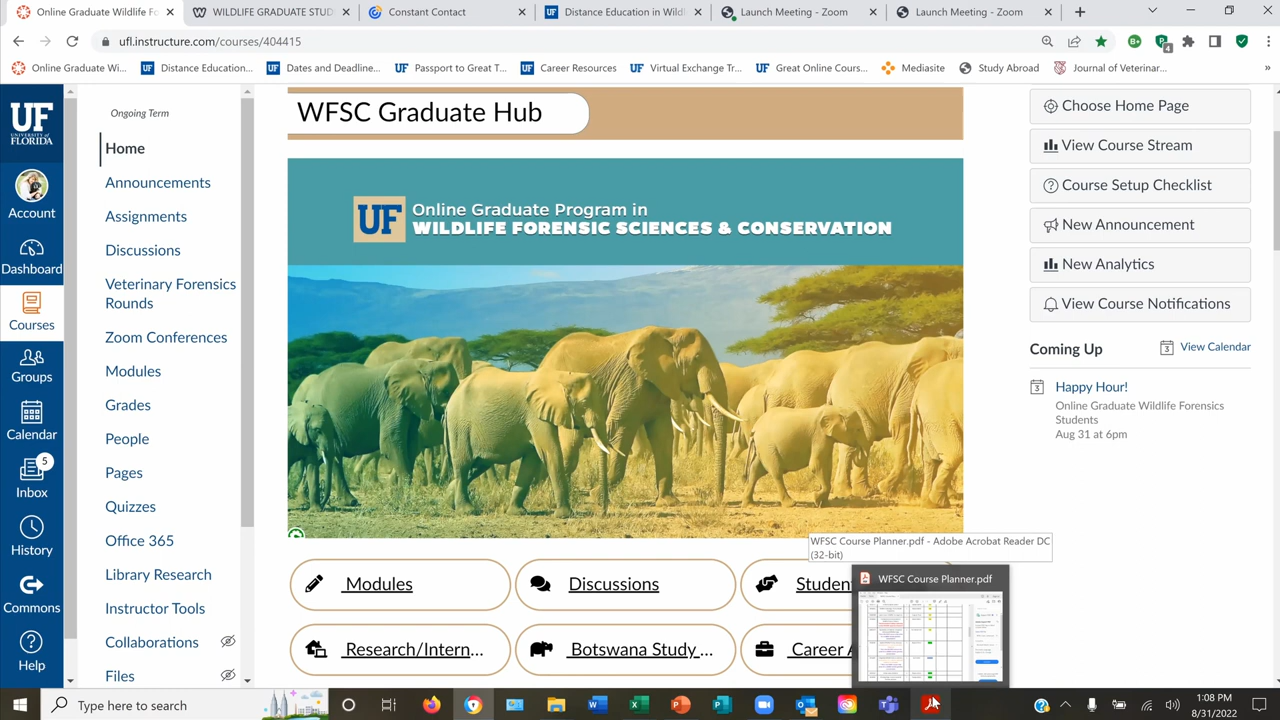 Online Graduate Wildlife Fo
WILDLIFE GRADUATE STUD
Constant Contact
Distance Education in Wildl
Launch Meeting - Zoom
Launch Meeting - Zoom
ufl.instructure.com/courses/404415
Online Graduate Wi...
Distance Education...
Dates and Deadline...
Passport to Great T...
Career Resources
Virtual Exchange Tr...
Great Online Cours...
Mediasite
Study Abroad
Journal of Veterinar...
»
UF
UNIVERSITY of
FLORIDA
Account
Dashboard
Courses
Groups
Calendar
5
Inbox
History
Commons
Help
Ongoing Term
Home
Announcements
Assignments
Discussions
Veterinary Forensics
Rounds
Zoom Conferences
Modules
Grades
People
Pages
Quizzes
Office 365
Library Research
Instructor Tools
Collaborations
Files
WFSC Graduate Hub
UF Online Graduate Program in
WILDLIFE FORENSIC SCIENCES & CONSERVATION
Modules
Discussions
Studen
Research/Intern...
Botswana Study ...
Career A
WFSC Course Planner.pdf - Adobe Acrobat Reader DC
(32-bit)
WFSC Course Planner.pdf
Choose Home Page
View Course Stream
Course Setup Checklist
New Announcement
New Analytics
View Course Notifications
Coming Up
View Calendar
Happy Hour!
Online Graduate Wildlife Forensics
Students
Aug 31 at 6pm
Type here to search
1:08 PM
8/31/2022